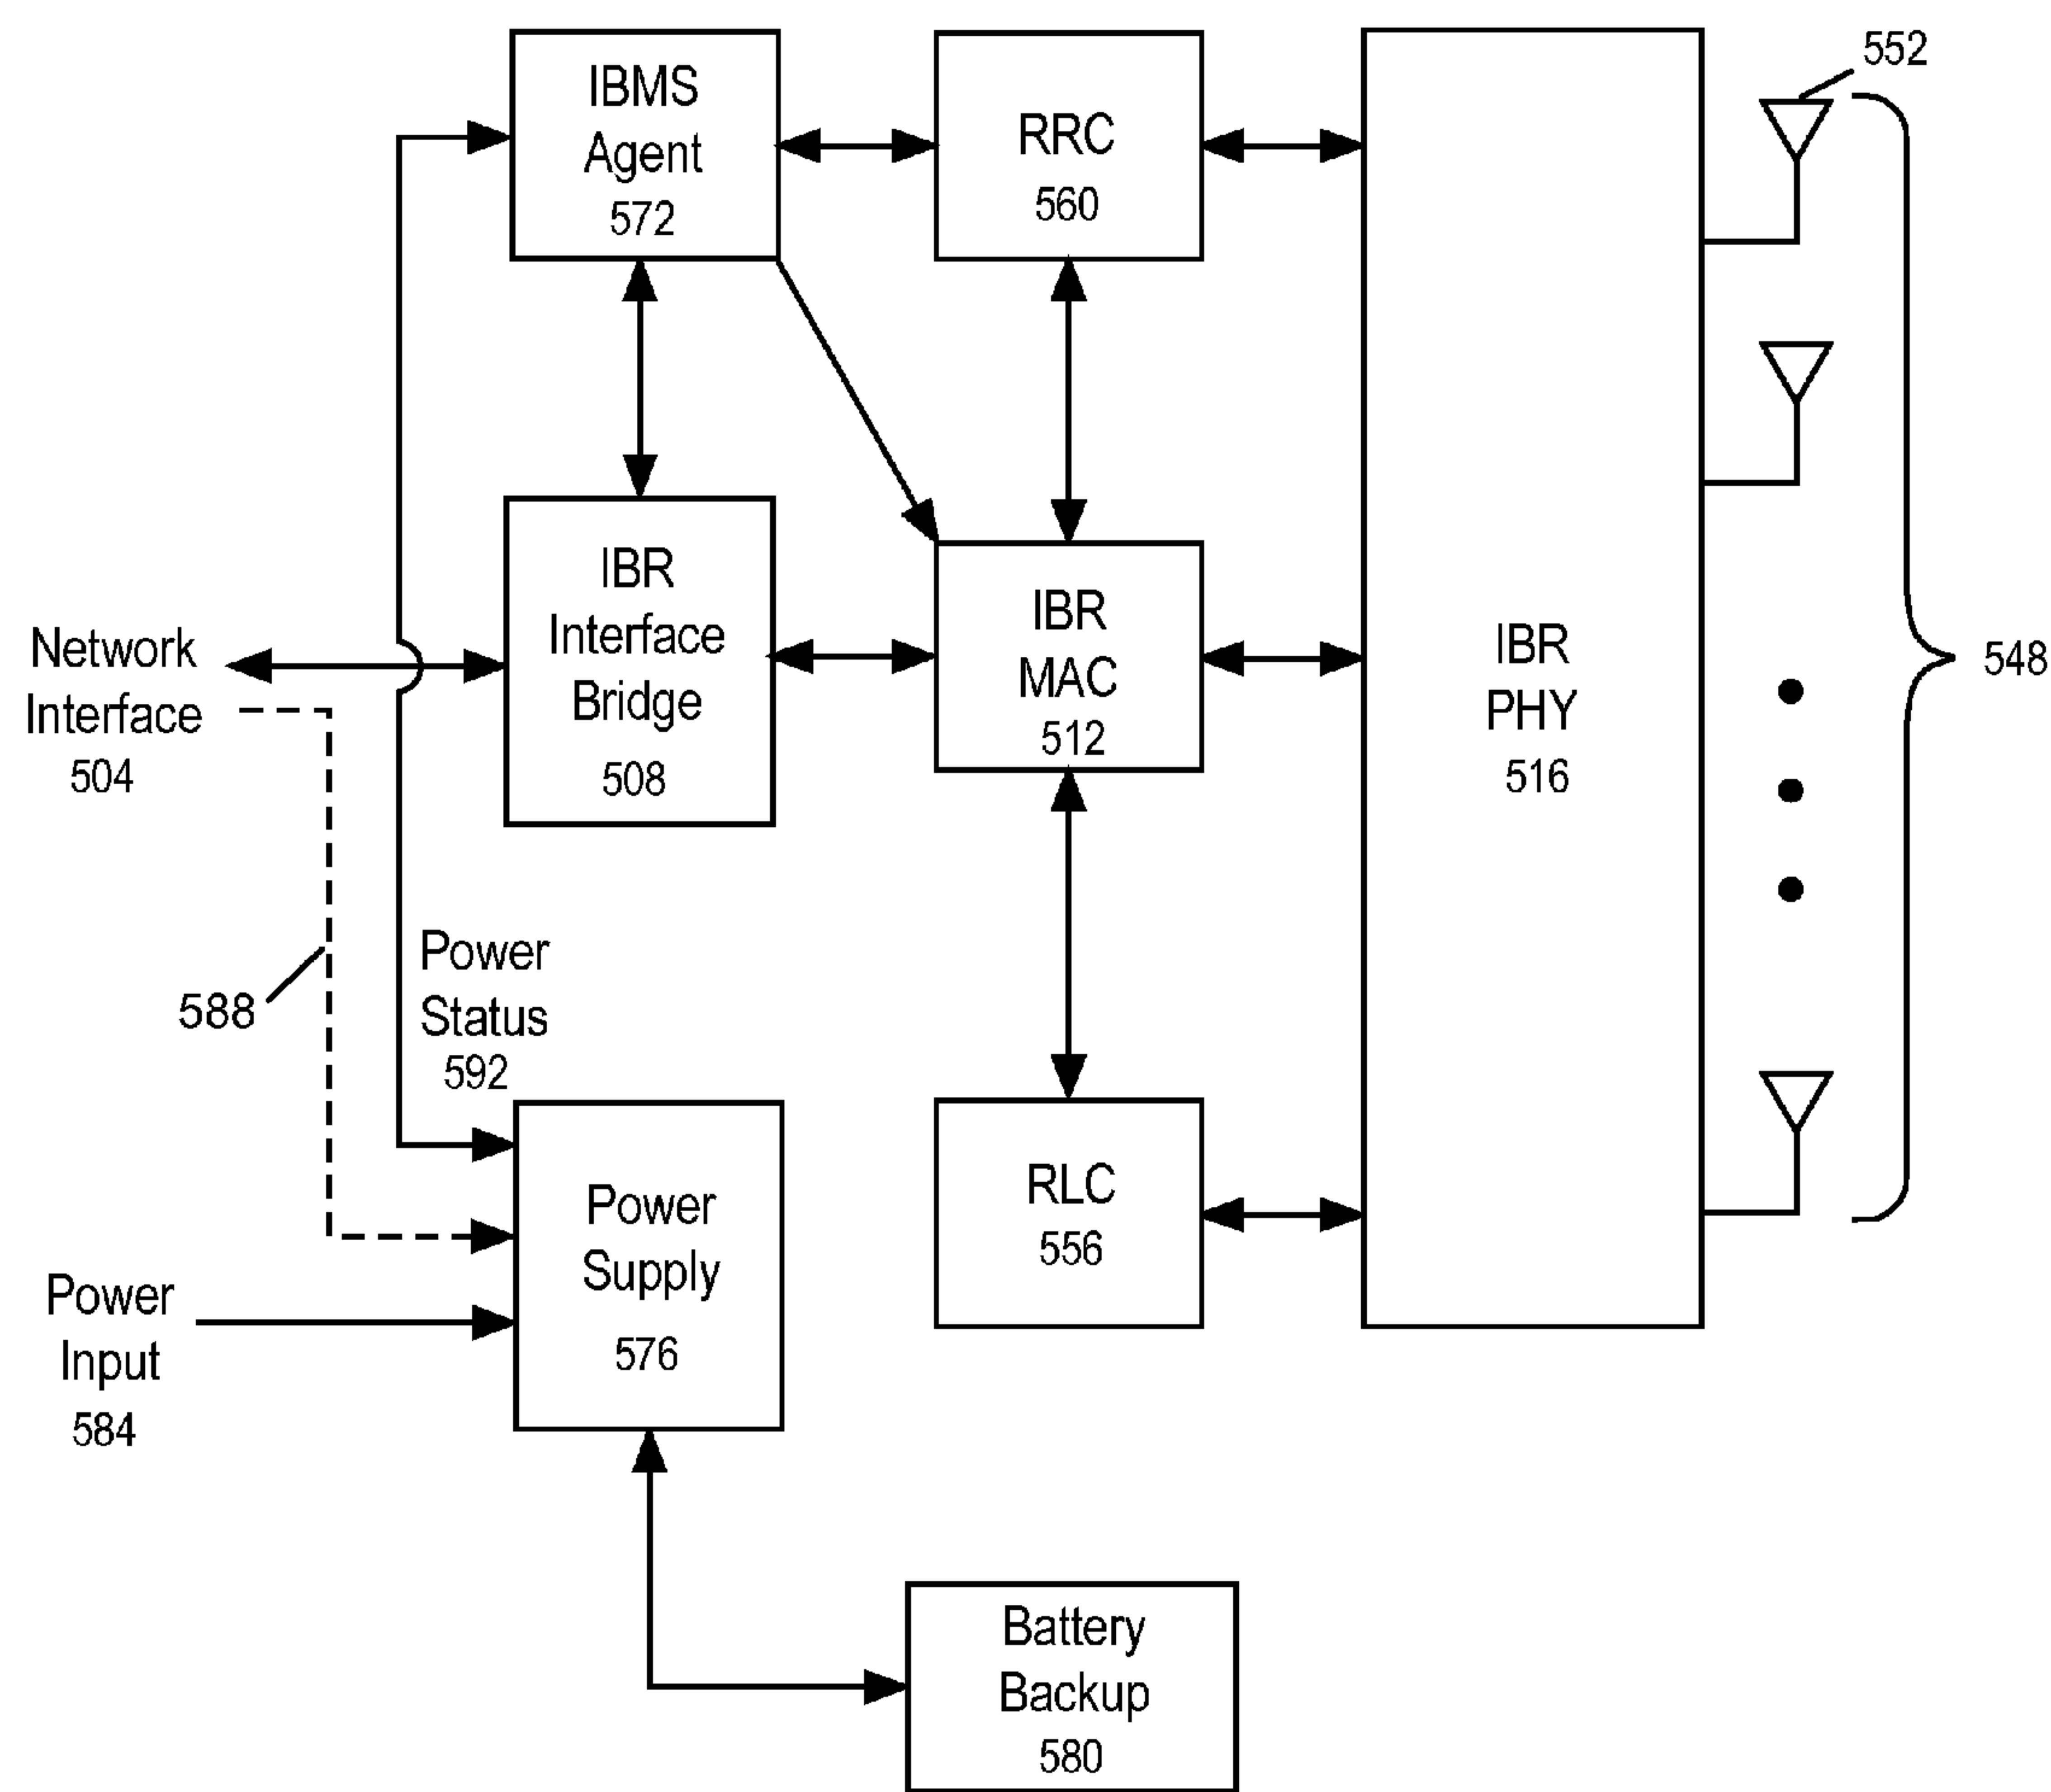 552
IBMS
Agent
572
RRC
560
IBR
Interface
Bridge
508
IBR
MAC
512
IBR
PHY
516
548
Network
Interface
504
588
Power
Status
592
Power
Supply
576
RLC
556
Power
Input
584
Battery
Backup
580